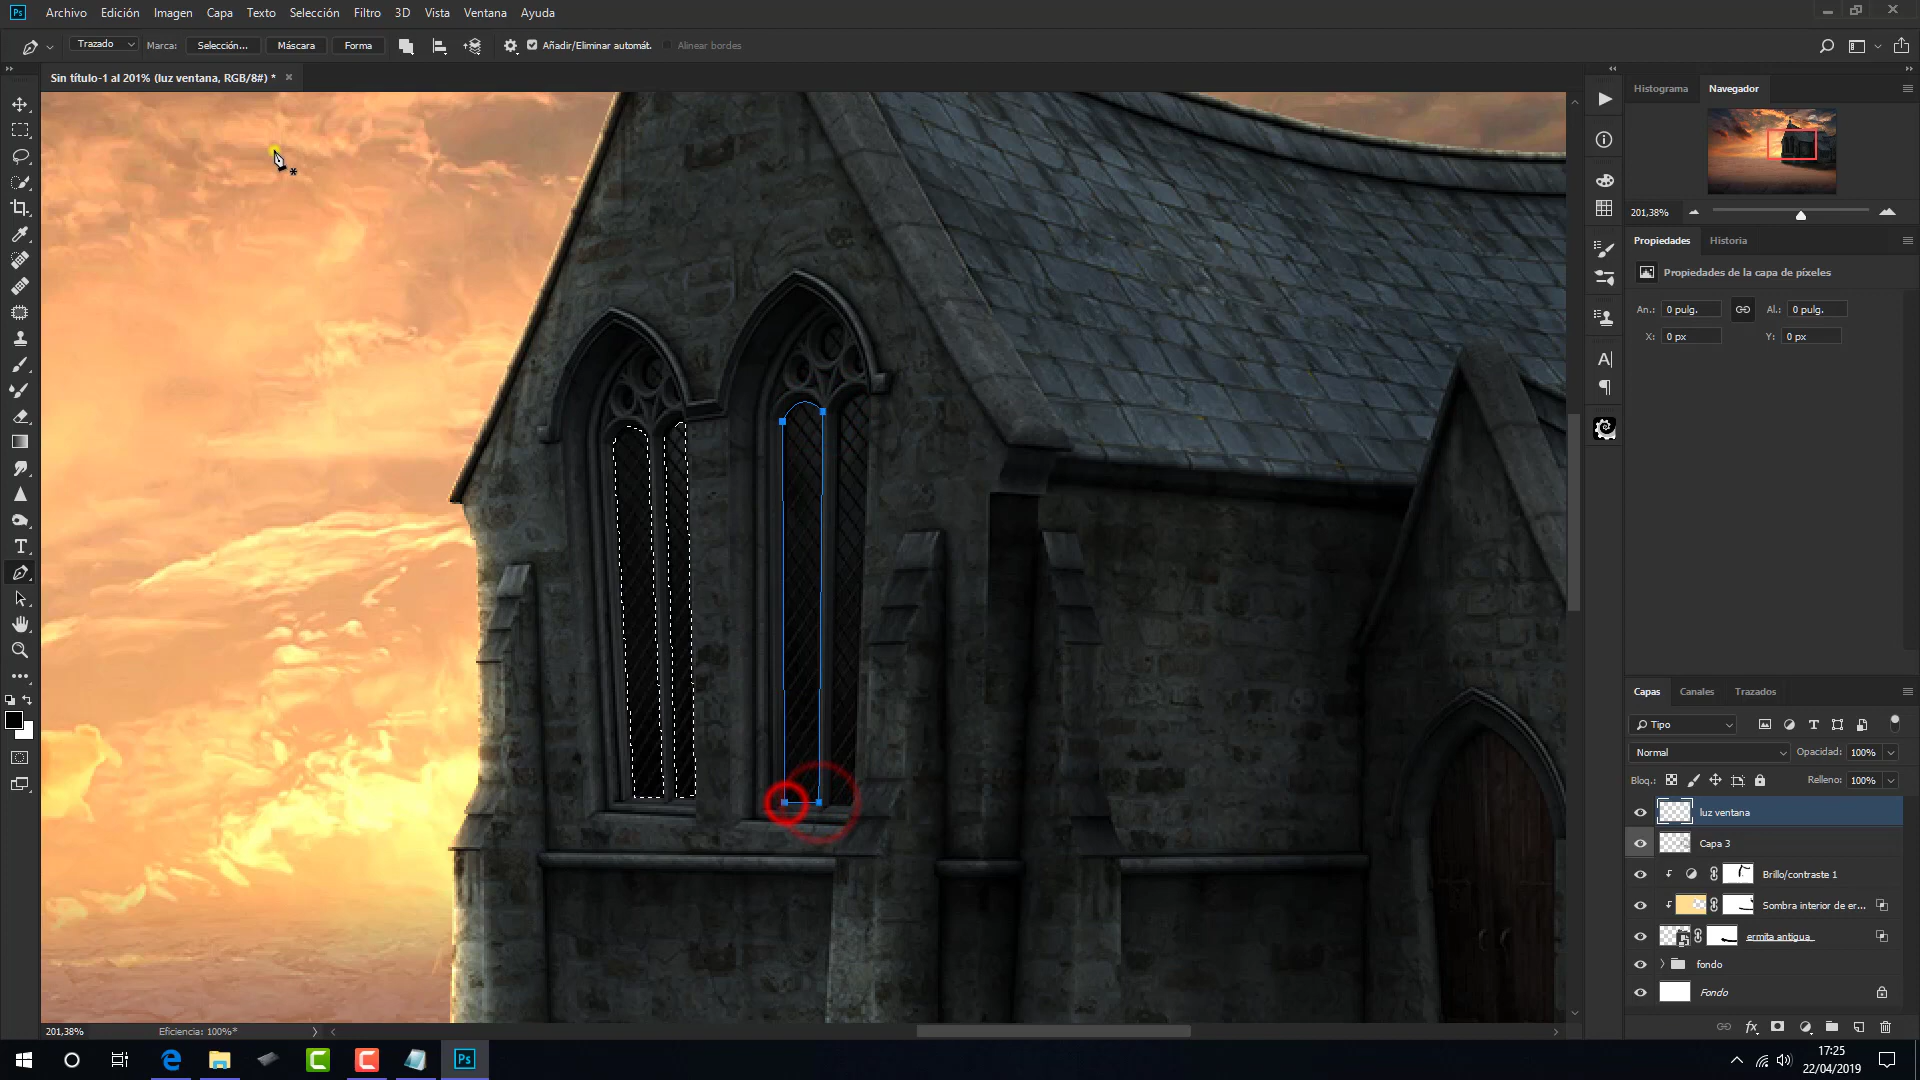 Ps Archivo Edición Imagen Capa Texto Selección Filtro 3D Vista Ventana Ayuda
Trazado Marca: Selección... Máscara Forma Añadir/Eliminar automát. Alinear bordes
Sin título-1 al 201% (luz ventana, RGB/8#) * ×
Histograma Navegador
201,38%
Propiedades Historia
Propiedades de la capa de píxeles
An.: 0 pulg. Al.: 0 pulg.
X: 0 px Y: 0 px
Capas Canales Trazados
Tipo
Normal Opacidad: 100%
Bloq.: Relleno: 100%
luz ventana
Capa 3
Brillo/contraste 1
Sombra interior de er...
ermita antigua
fondo
Fondo
fx
201,38% Eficiencia: 100%*
Ps
17:25
22/04/2019